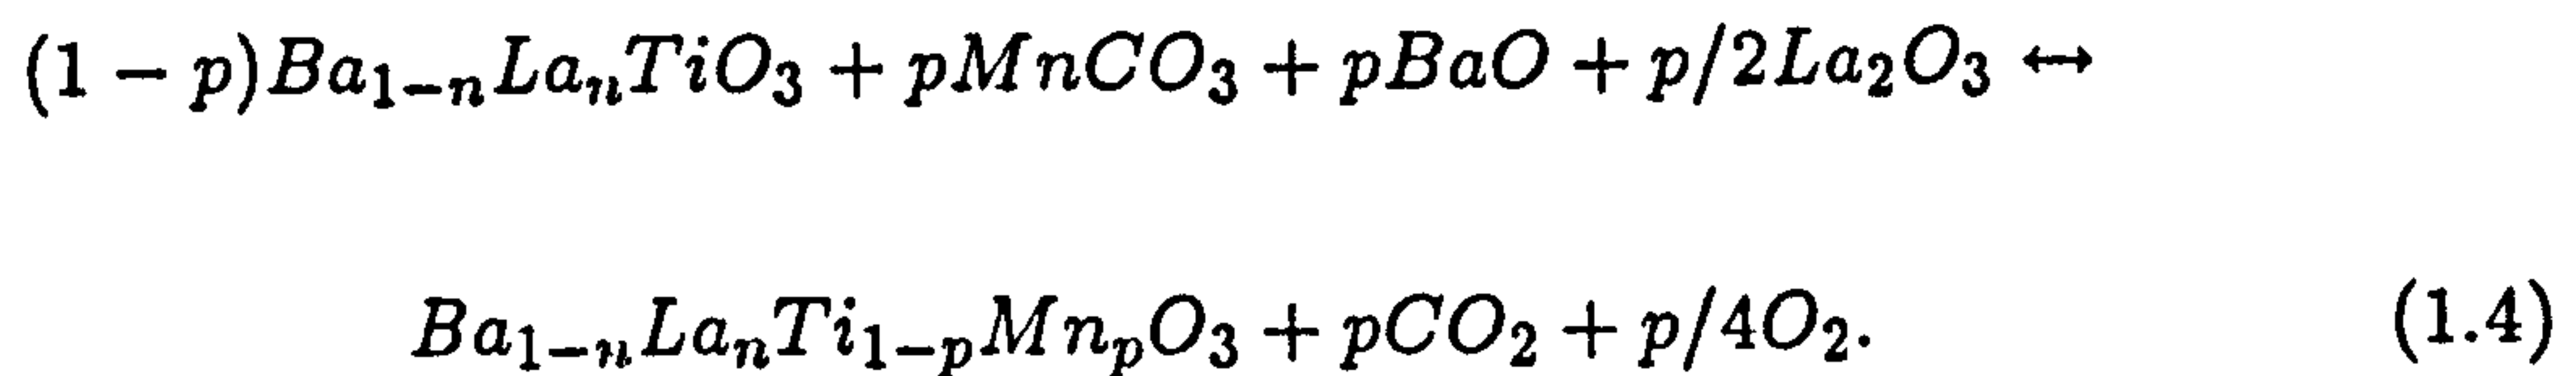 (1 − p)Ba₁₋ₙLaₙTiO₃ + pMnCO₃ + pBaO + p/2La₂O₃ ↔
Ba₁₋ₙLaₙTi₁₋ₚMnₚO₃ + pCO₂ + p/4O₂. (1.4)